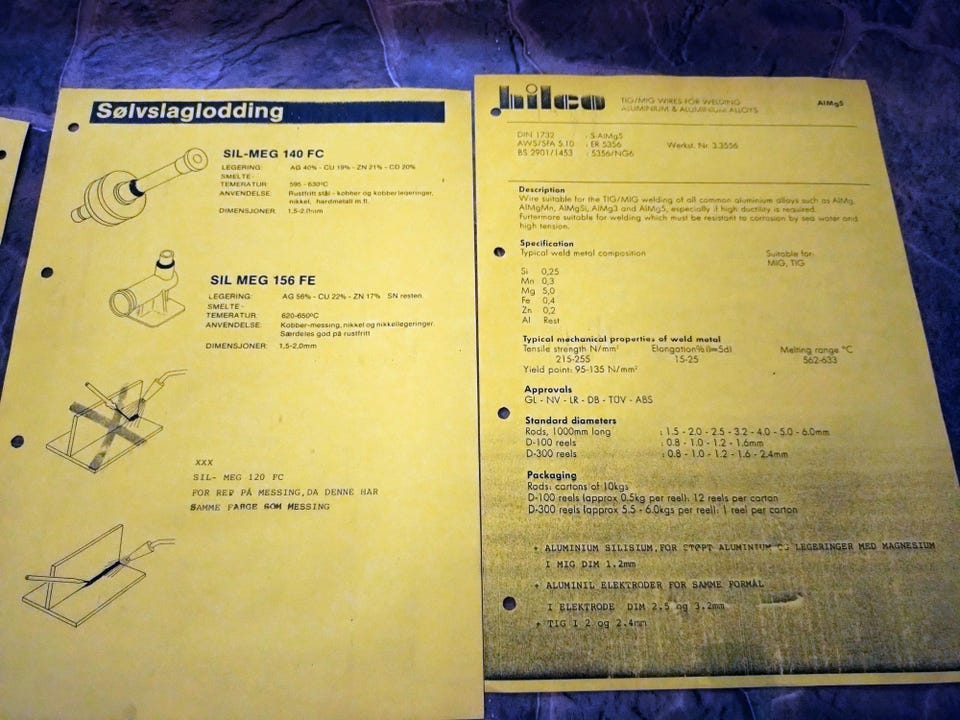 Sølvslaglodding
SIL-MEG 140 FC
LEGERING: AG 40% - CU 19% - ZN 21% - CD 20%
SMELTE-
TEMERATUR: 595 - 630ºC
ANVENDELSE: Rustfritt stål - kobber og kobberlegeringer,
nikkel, hardmetall m.fl.
DIMENSJONER: 1,5-2,0mm
SIL MEG 156 FE
LEGERING: AG 56% - CU 22% - ZN 17% SN resten.
SMELTE-
TEMERATUR: 620-650ºC
ANVENDELSE: Kobber-messing, nikkel og nikkellegeringer
Særdeles god på rustfritt
DIMENSJONER: 1,5-2,0mm
XXX
SIL- MEG 120 FC
FOR REP PÅ MESSING,DA DENNE HAR
SAMME FARGE SOM MESSING
hilco TIG/MIG WIRES FOR WELDING AlMg5
ALUMINIUM & ALUMINIUM ALLOYS
DIN 1732 : S-AlMg5
AWS/SFA 5.10 : ER 5356 Werkst. Nr. 3.3556
BS 2901/1453 : 5356/NG6
Description
Wire suitable for the TIG/MIG welding of all common aluminium alloys such as AlMg,
AlMgMn, AlMgSi, AlMg3 and AlMg5, especially if high ductility is required.
Furtermore suitable for welding which must be resistant to corrosion by sea water and
high tension.
Specification
Typical weld metal composition Suitable for:
MIG, TIG
Si 0,25
Mn 0,3
Mg 5,0
Fe 0,4
Zn 0,2
Al Rest
Typical mechanical properties of weld metal
Tensile strength N/mm² Elongation%(l=5d) Melting range °C
215-255 15-25 562-633
Yield point: 95-135 N/mm²
Approvals
GL - NV - LR - DB - TÜV - ABS
Standard diameters
Rods, 1000mm long : 1.5 - 2.0 - 2.5 - 3.2 - 4.0 - 5.0 - 6.0mm
D-100 reels : 0.8 - 1.0 - 1.2 - 1.6mm
D-300 reels : 0.8 - 1.0 - 1.2 - 1.6 - 2.4mm
Packaging
Rods: cartons of 10kgs
D-100 reels (approx 0.5kg per reel): 12 reels per carton
D-300 reels (approx 5.5 - 6.0kgs per reel): 1 reel per carton
+ ALUMINIUM SILISIUM,FOR STØPT ALUMINIUM OG LEGERINGER MED MAGNESIUM
I MIG DIM 1.2mm
+ ALUMINIL ELEKTRODER FOR SAMME FORMÅL
I ELEKTRODE DIM 2.5 og 3.2mm
+ TIG I 2 og 2.4mm